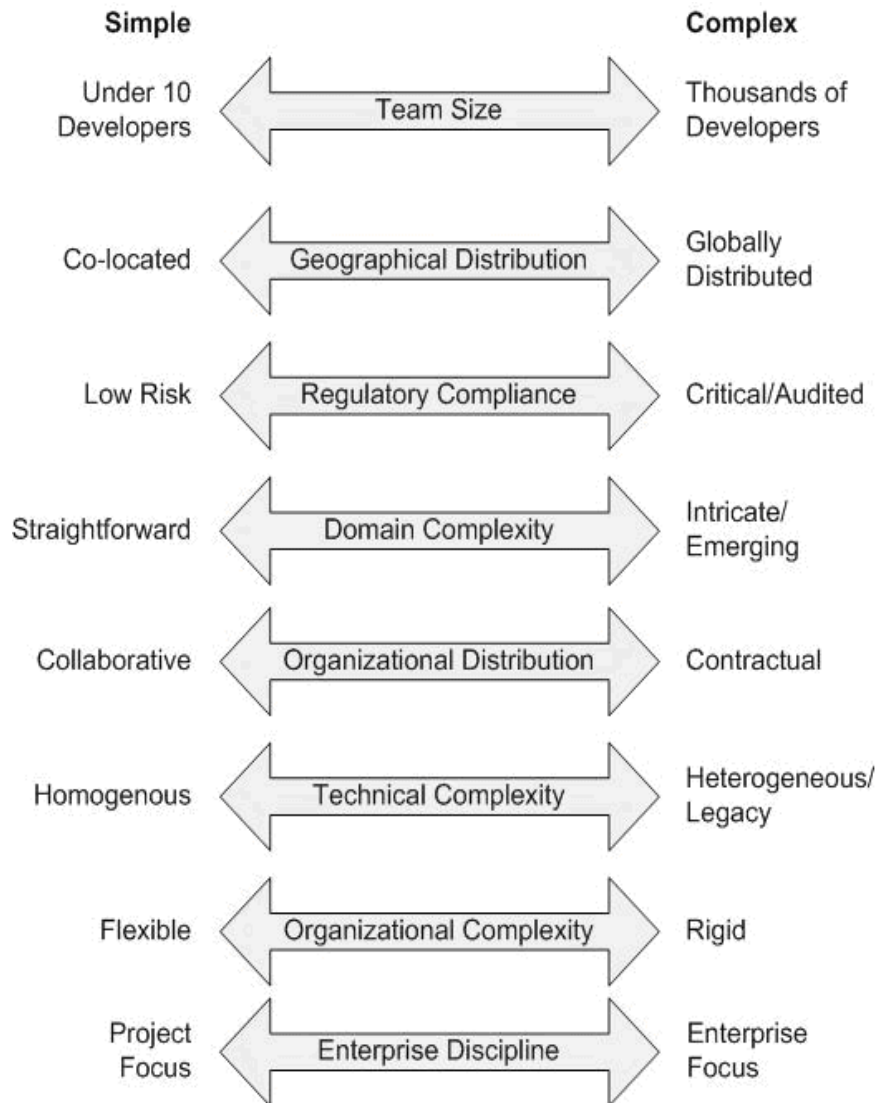 Simple
Complex
Under 10
Developers
Team Size
Thousands of
Developers
Co-located
Geographical Distribution
Globally
Distributed
Low Risk
Regulatory Compliance
Critical/Audited
Straightforward
Domain Complexity
Intricate/
Emerging
Collaborative
Organizational Distribution
Contractual
Homogenous
Technical Complexity
Heterogeneous/
Legacy
Flexible
Organizational Complexity
Rigid
Project
Focus
Enterprise Discipline
Enterprise
Focus